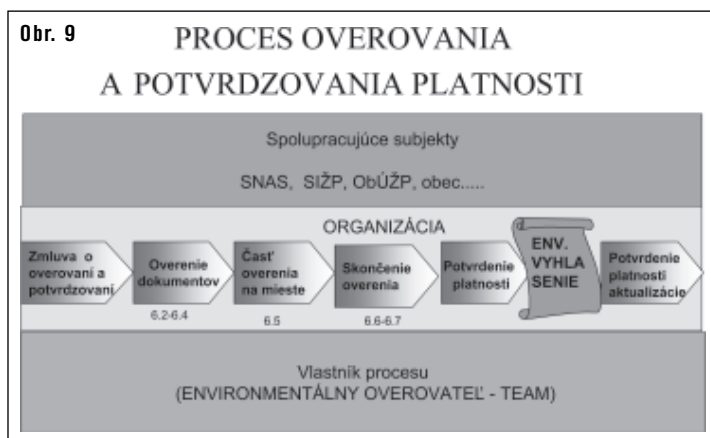 Obr. 9
PROCES OVEROVANIA
A POTVRDZOVANIA PLATNOSTI
Spolupracujúce subjekty
SNAS, SIŽP, ObÚŽP, obec.....
ORGANIZÁCIA
Zmluva o
overovaní a
potvrdzovaní
Overenie
dokumentov
Časť
overenia
na mieste
Skončenie
overenia
Potvrdenie
platnosti
ENV.
VYHLA
SENIE
Potvrdenie
platnosti
aktualizácie
6.2-6.4
6.5
6.6-6.7
Vlastník procesu
(ENVIRONMENTÁLNY OVEROVATEĽ - TEAM)